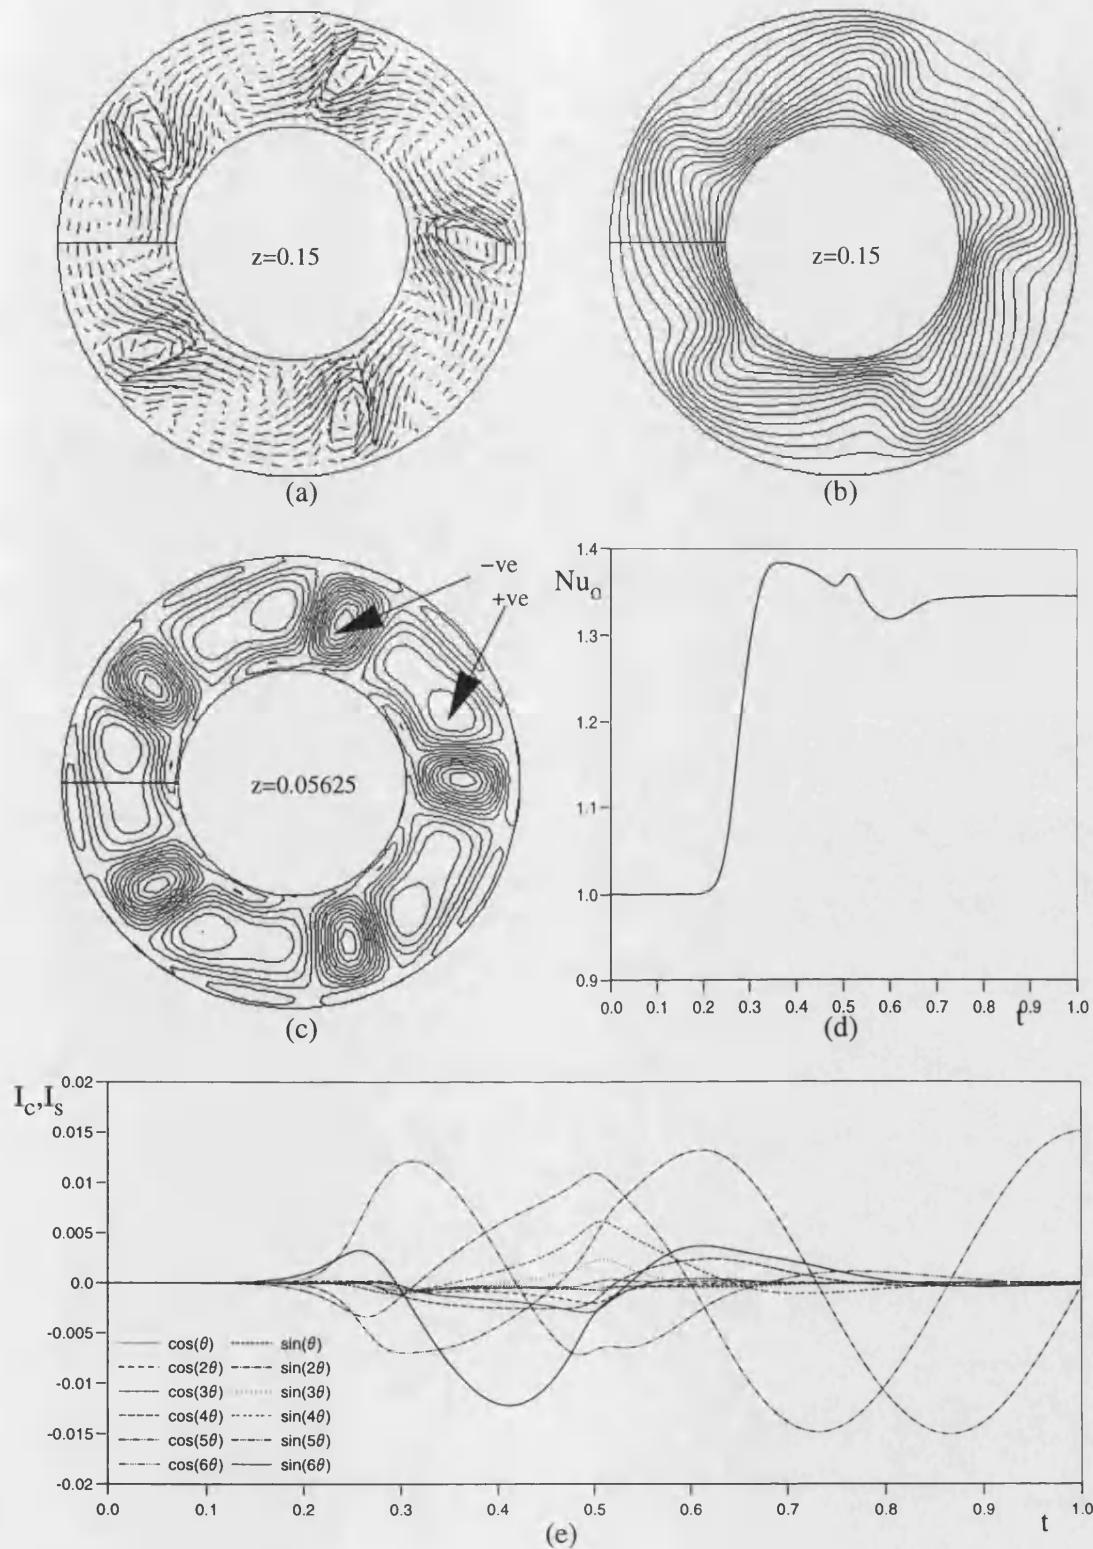 z=0.15
z=0.15
(a)
(b)
−ve
+ve
z=0.05625
(c)
Nu₀
1.4
1.3
1.2
1.1
1.0
0.9
0.0 0.1 0.2 0.3 0.4 0.5 0.6 0.7 0.8 0.9 1.0
t
(d)
I_c,I_s
0.02
0.015
0.01
0.005
0.0
-0.005
-0.01
-0.015
-0.02
cos(θ) sin(θ)
cos(2θ) sin(2θ)
cos(3θ) sin(3θ)
cos(4θ) sin(4θ)
cos(5θ) sin(5θ)
cos(6θ) sin(6θ)
0.0 0.1 0.2 0.3 0.4 0.5 0.6 0.7 0.8 0.9 1.0
t
(e)